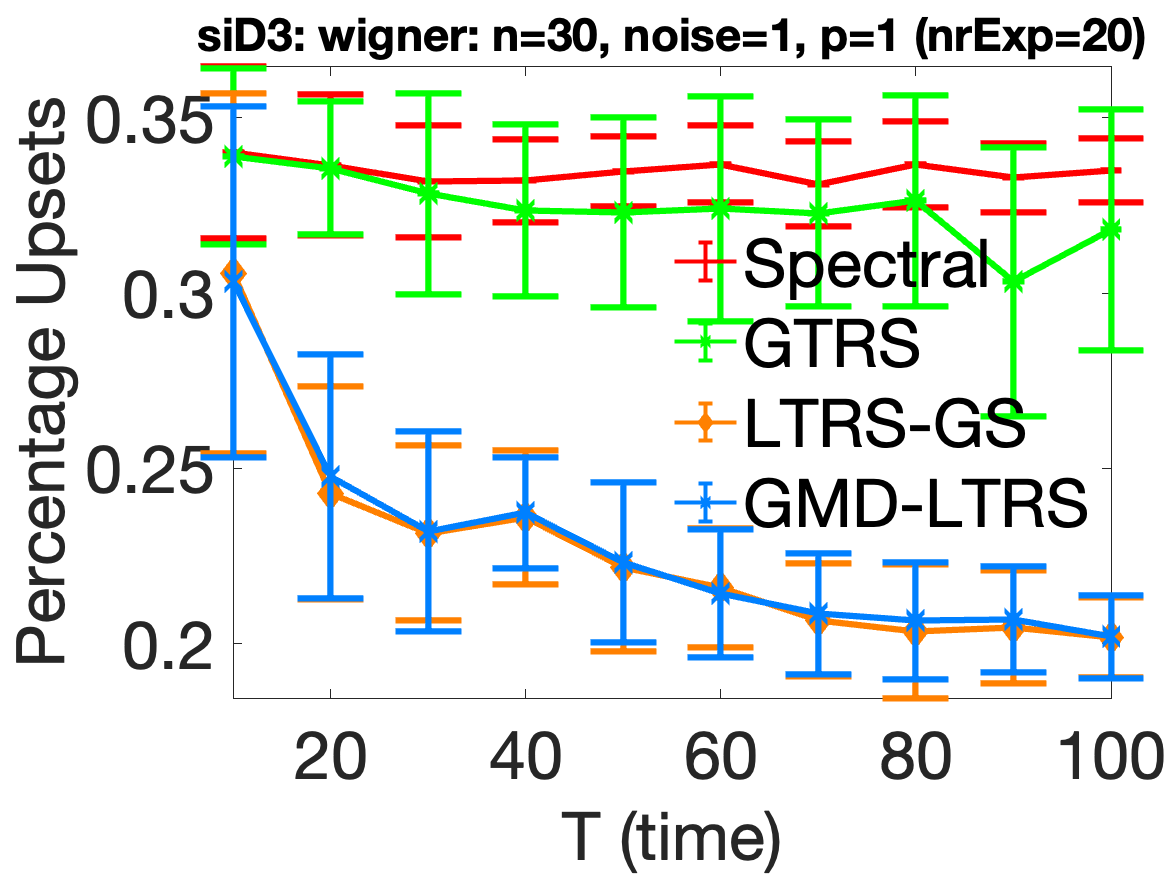 siD3: wigner: n=30, noise=1, p=1 (nrExp=20)
Percentage Upsets
0.35
0.3
0.25
0.2
Spectral
GTRS
LTRS-GS
GMD-LTRS
20 40 60 80 100
T (time)